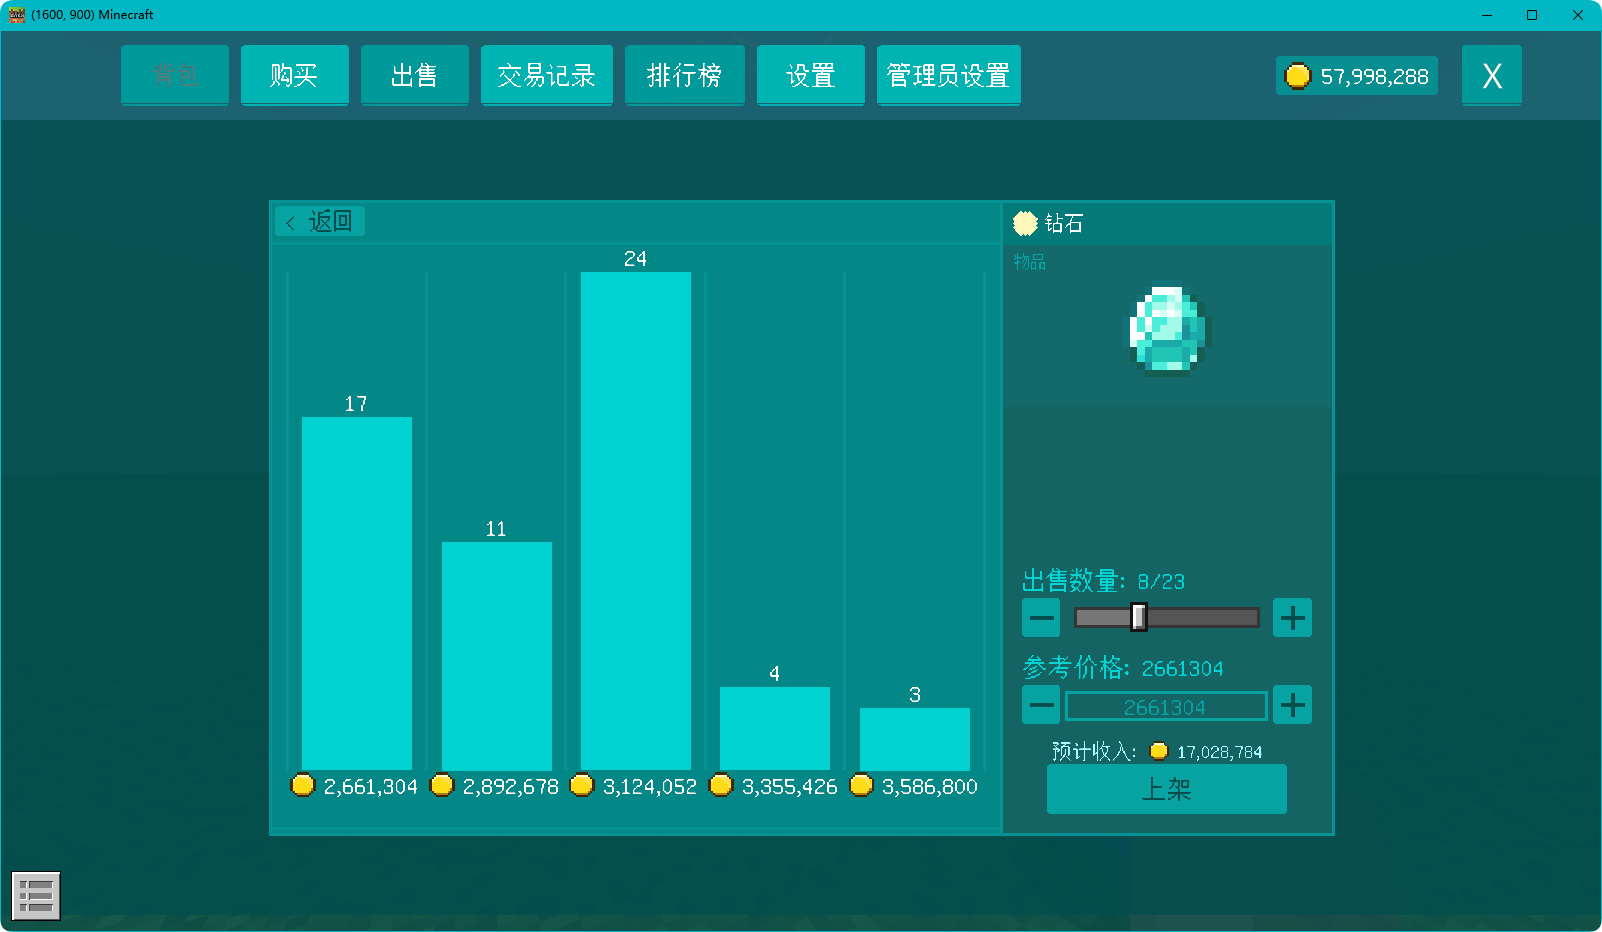 (1600, 900) Minecraft
背包 购买 出售 交易记录 排行榜 设置 管理员设置 57,998,288 X
返回
钻石
物品
24
17
11
4
3
2,661,304 2,892,678 3,124,052 3,355,426 3,586,800
出售数量: 8/23
参考价格: 2661304
2661304
预计收入: 17,028,784
上架